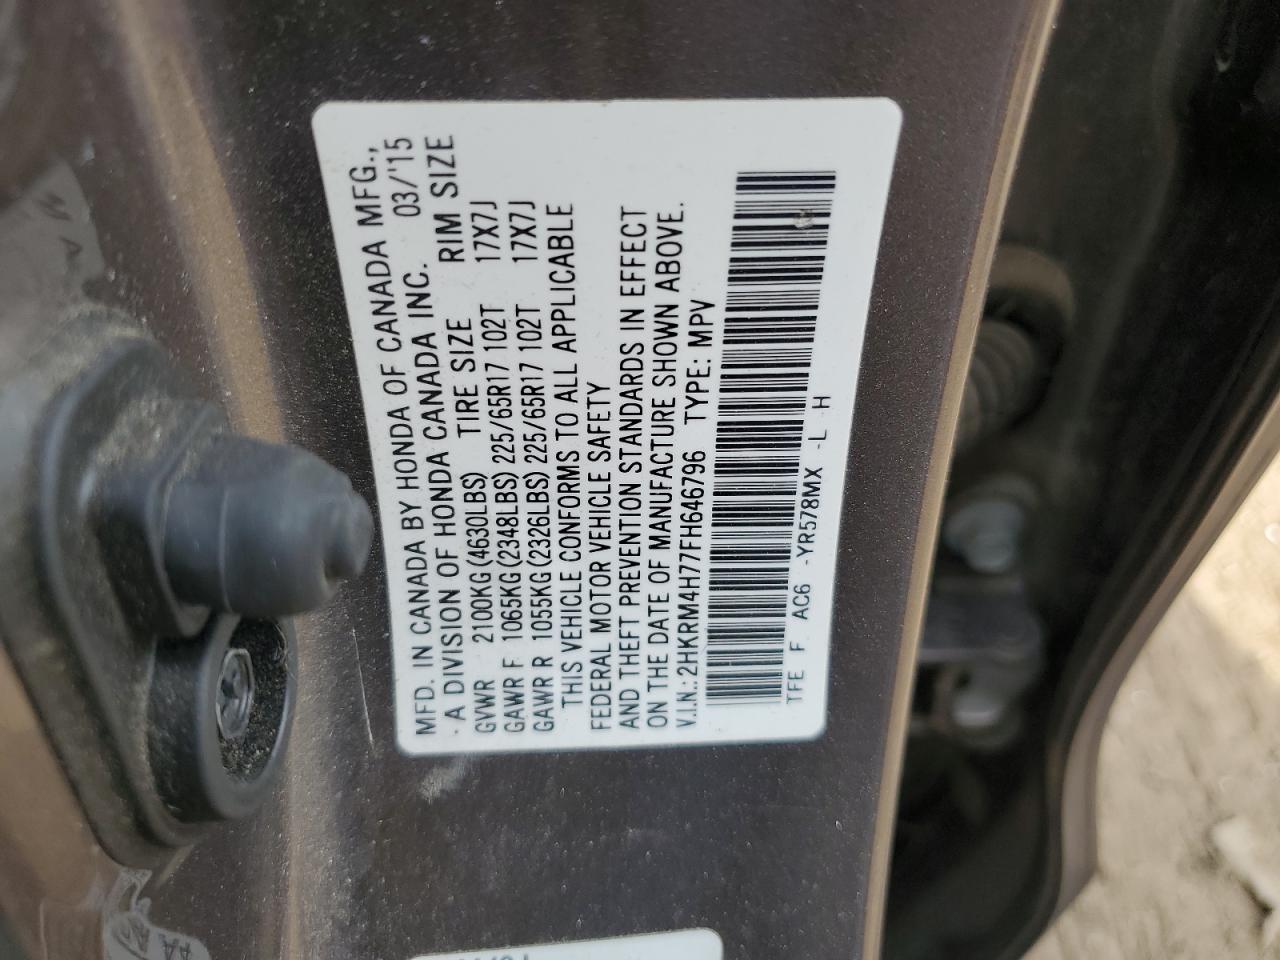 MFD. IN CANADA BY HONDA OF CANADA MFG.,
. A DIVISION OF HONDA CANADA INC. 03/'15
GVWR 2100KG(4630LBS) TIRE SIZE RIM SIZE
GAWR F 1065KG(2348LBS) 225/65R17 102T 17X7J
GAWR R 1055KG(2326LBS) 225/65R17 102T 17X7J
THIS VEHICLE CONFORMS TO ALL APPLICABLE
FEDERAL MOTOR VEHICLE SAFETY
AND THEFT PREVENTION STANDARDS IN EFFECT
ON THE DATE OF MANUFACTURE SHOWN ABOVE.
V.I.N.: 2HKRM4H77FH646796 TYPE: MPV
TFE F AC6 -YR578MX -L H